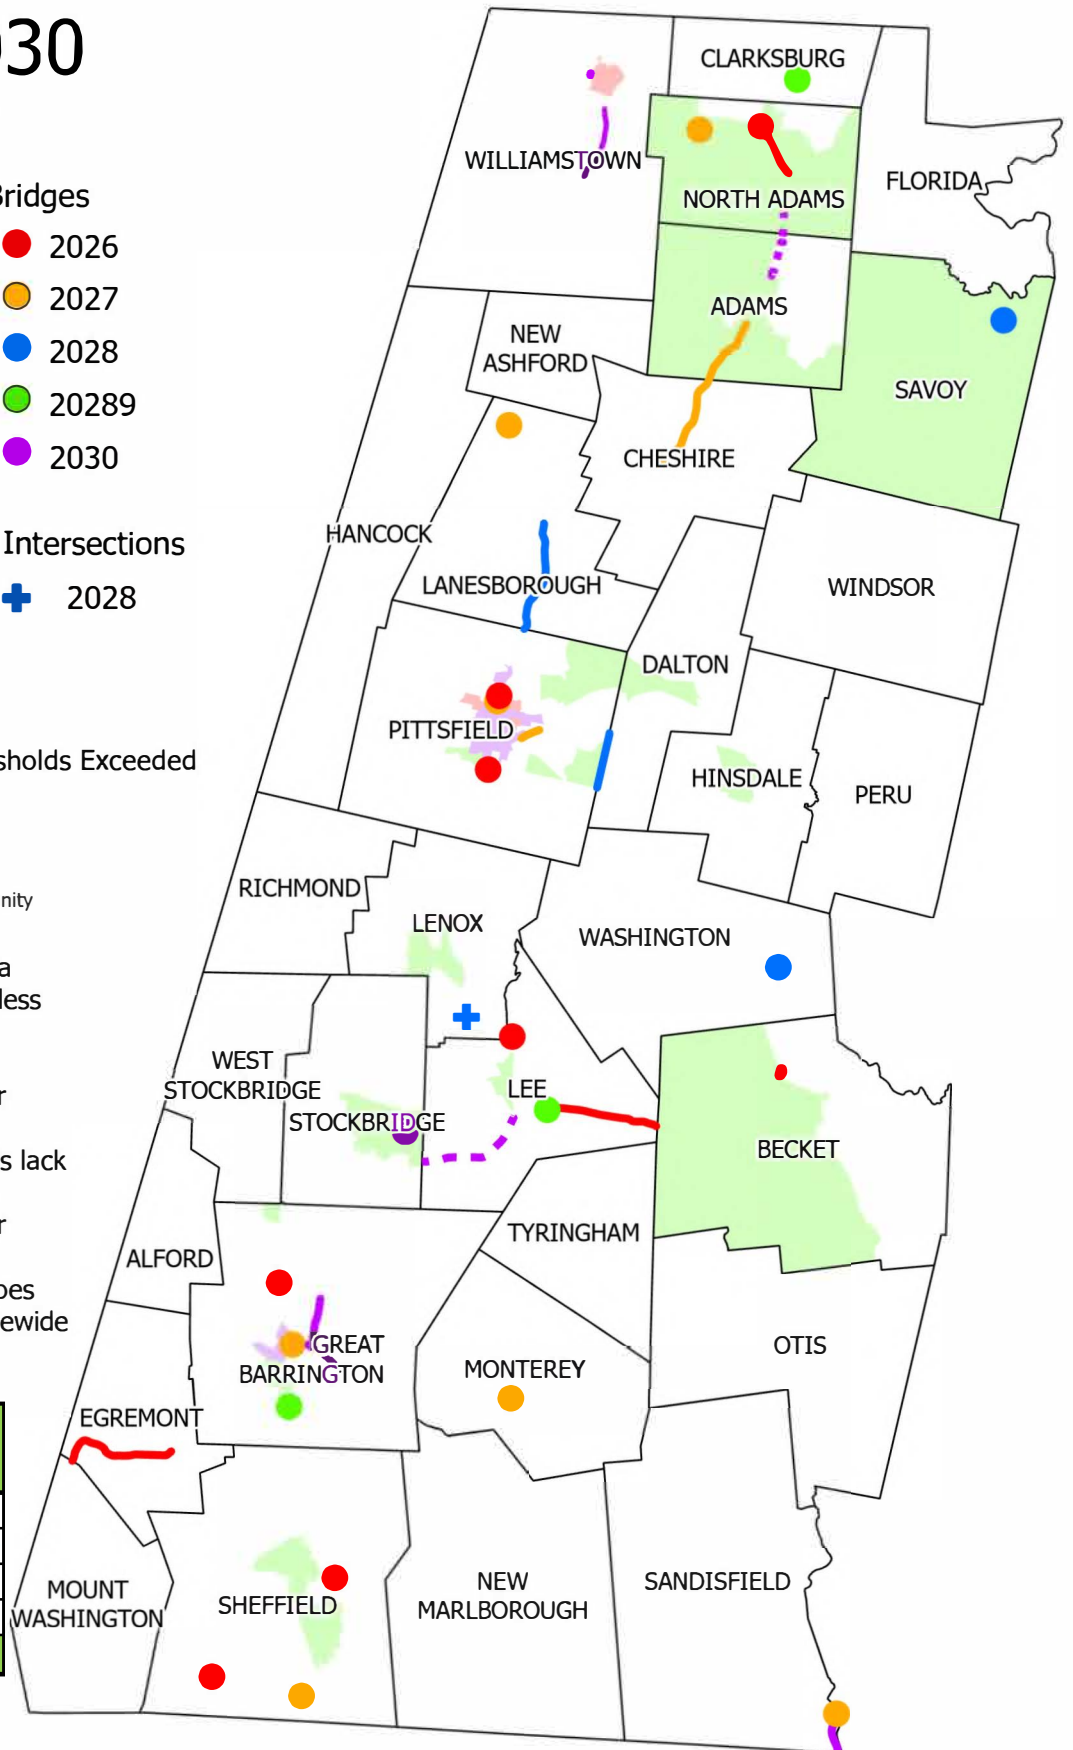 030
Bridges
2026
2027
2028
20289
2030
Intersections
2028
sholds Exceeded
nity
a
less
r
s lack
r
oes
ewide
CLARKSBURG
WILLIAMSTOWN
FLORIDA
NORTH ADAMS
ADAMS
NEW
ASHFORD
SAVOY
CHESHIRE
HANCOCK
LANESBOROUGH
WINDSOR
DALTON
PITTSFIELD
HINSDALE
PERU
RICHMOND
LENOX
WASHINGTON
WEST
STOCKBRIDGE
LEE
STOCKBRIDGE
BECKET
TYRINGHAM
ALFORD
OTIS
GREAT
BARRINGTON
MONTEREY
EGREMONT
MOUNT
WASHINGTON
SHEFFIELD
NEW
MARLBOROUGH
SANDISFIELD